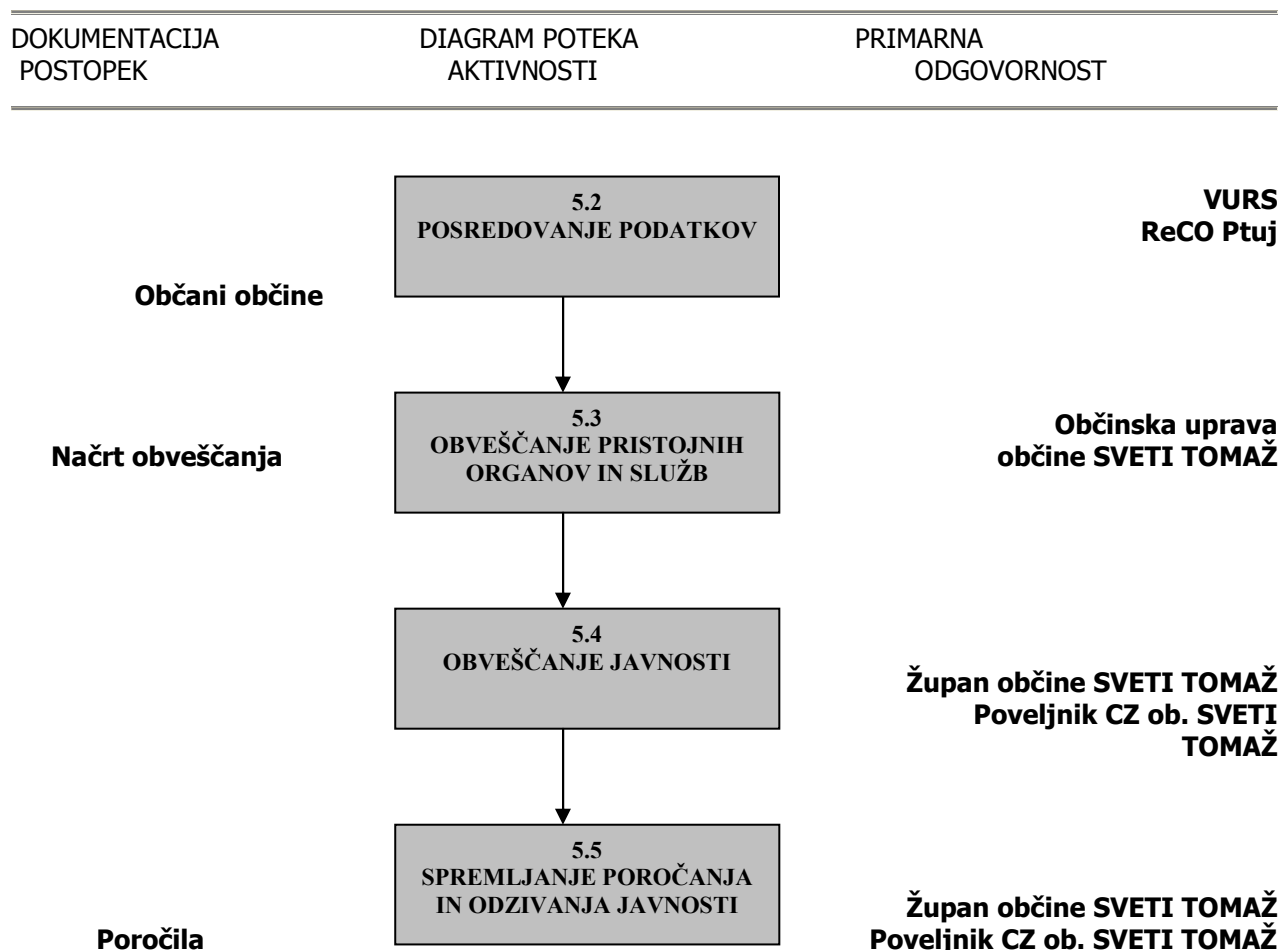 DOKUMENTACIJA DIAGRAM POTEKA PRIMARNA
POSTOPEK AKTIVNOSTI ODGOVORNOST
5.2
POSREDOVANJE PODATKOV
VURS
ReCO Ptuj
Občani občine
5.3
OBVEŠČANJE PRISTOJNIH
ORGANOV IN SLUŽB
Načrt obveščanja
Občinska uprava
občine SVETI TOMAŽ
5.4
OBVEŠČANJE JAVNOSTI
Župan občine SVETI TOMAŽ
Poveljnik CZ ob. SVETI
TOMAŽ
5.5
SPREMLJANJE POROČANJA
IN ODZIVANJA JAVNOSTI
Poročila
Župan občine SVETI TOMAŽ
Poveljnik CZ ob. SVETI TOMAŽ